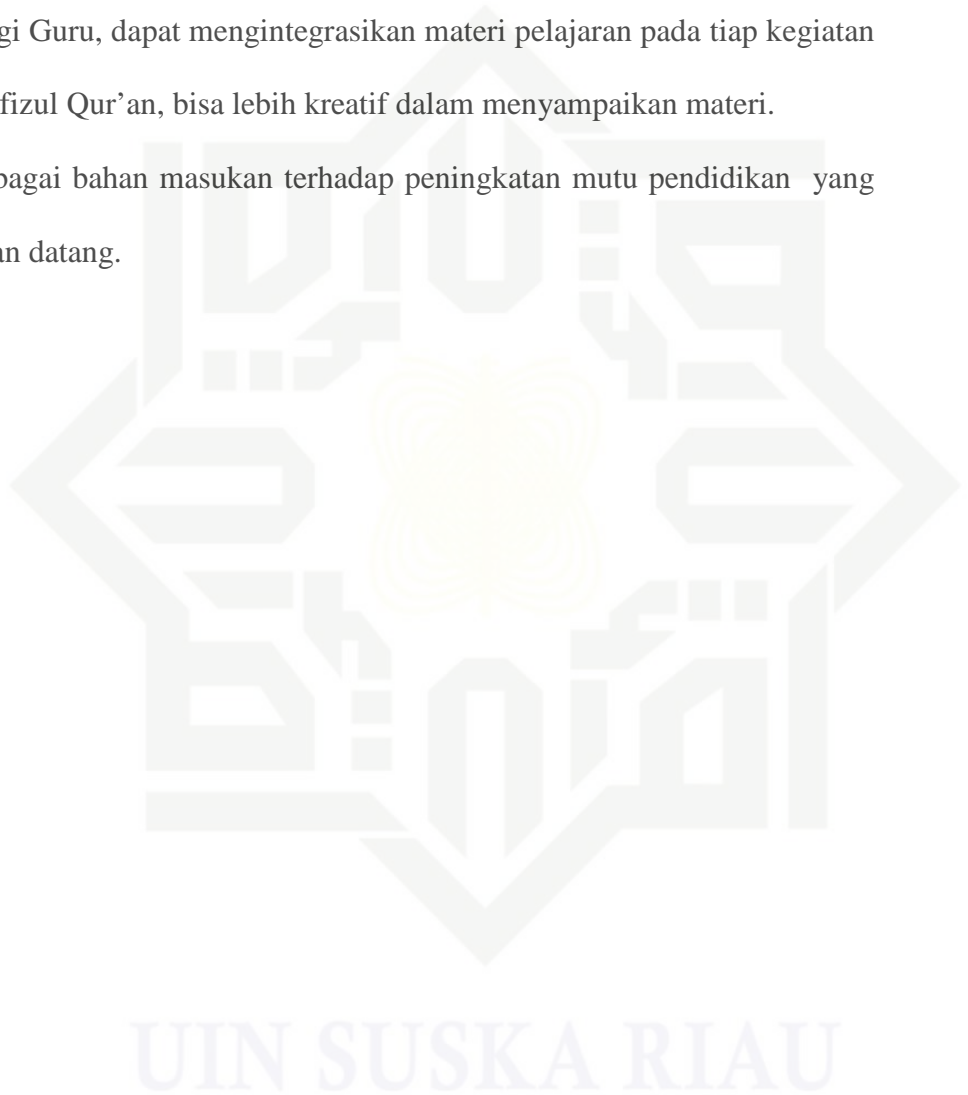 gi Guru, dapat mengintegrasikan materi pelajaran pada tiap kegiatan
fizul Qur’an, bisa lebih kreatif dalam menyampaikan materi.
bagai bahan masukan terhadap peningkatan mutu pendidikan  yang
an datang.
UIN SUSKA RIAU